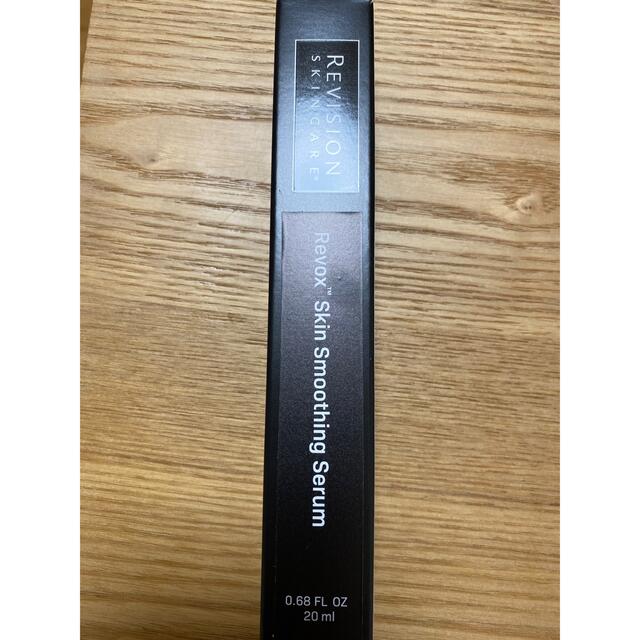 REVISION
SKINCARE®
Revox™ Skin Smoothing Serum
0.68 FL OZ
20 ml